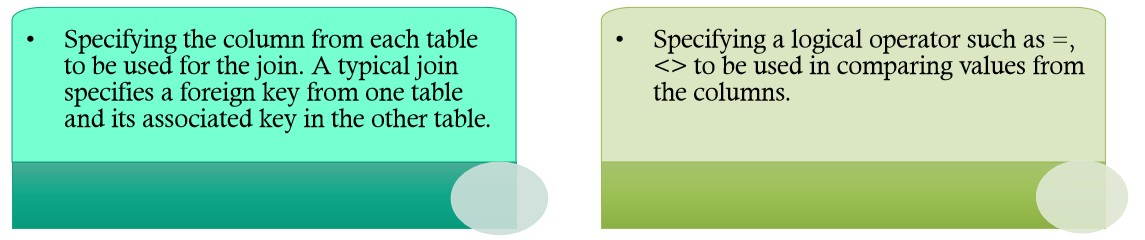 • Specifying the column from each table
to be used for the join. A typical join
specifies a foreign key from one table
and its associated key in the other table.
• Specifying a logical operator such as =,
<> to be used in comparing values from
the columns.